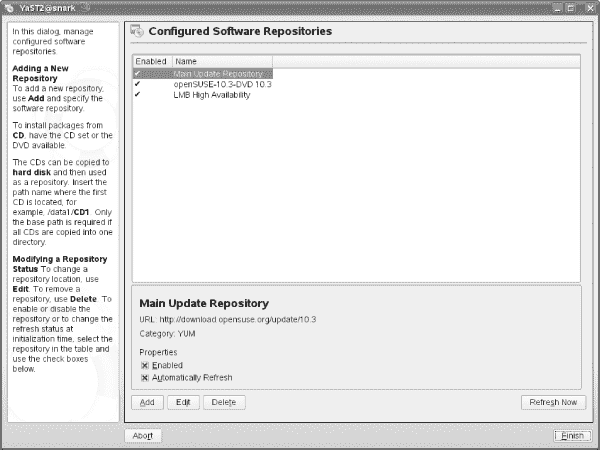 YaST2@snark
In this dialog, manage
configured software
repositories.
Adding a New
Repository
To add a new repository,
use Add and specify the
software repository.
To install packages from
CD, have the CD set or the
DVD available.
The CDs can be copied to
hard disk and then used
as a repository. Insert the
path name where the first
CD is located, for
example, /data1/CD1. Only
the base path is required if
all CDs are copied into one
directory.
Modifying a Repository
Status To change a
repository location, use
Edit. To remove a
repository, use Delete. To
enable or disable the
repository or to change the
refresh status at
initialization time, select the
repository in the table and
use the check boxes
below.
Configured Software Repositories
Enabled Name
✔ Main Update Repository
✔ openSUSE-10.3-DVD 10.3
✔ LMB High Availability
Main Update Repository
URL: http://download.opensuse.org/update/10.3
Category: YUM
Properties
Enabled
Automatically Refresh
Add Edit Delete Refresh Now
Abort Finish